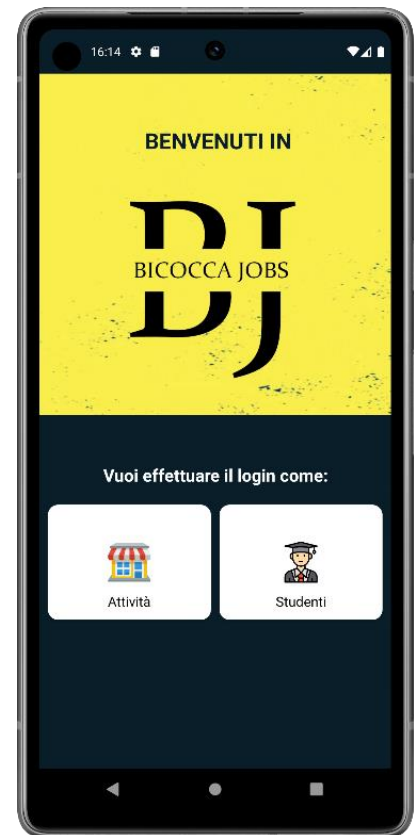 16:14
BENVENUTI IN
BJ
BICOCCA JOBS
Vuoi effettuare il login come:
Attività
Studenti